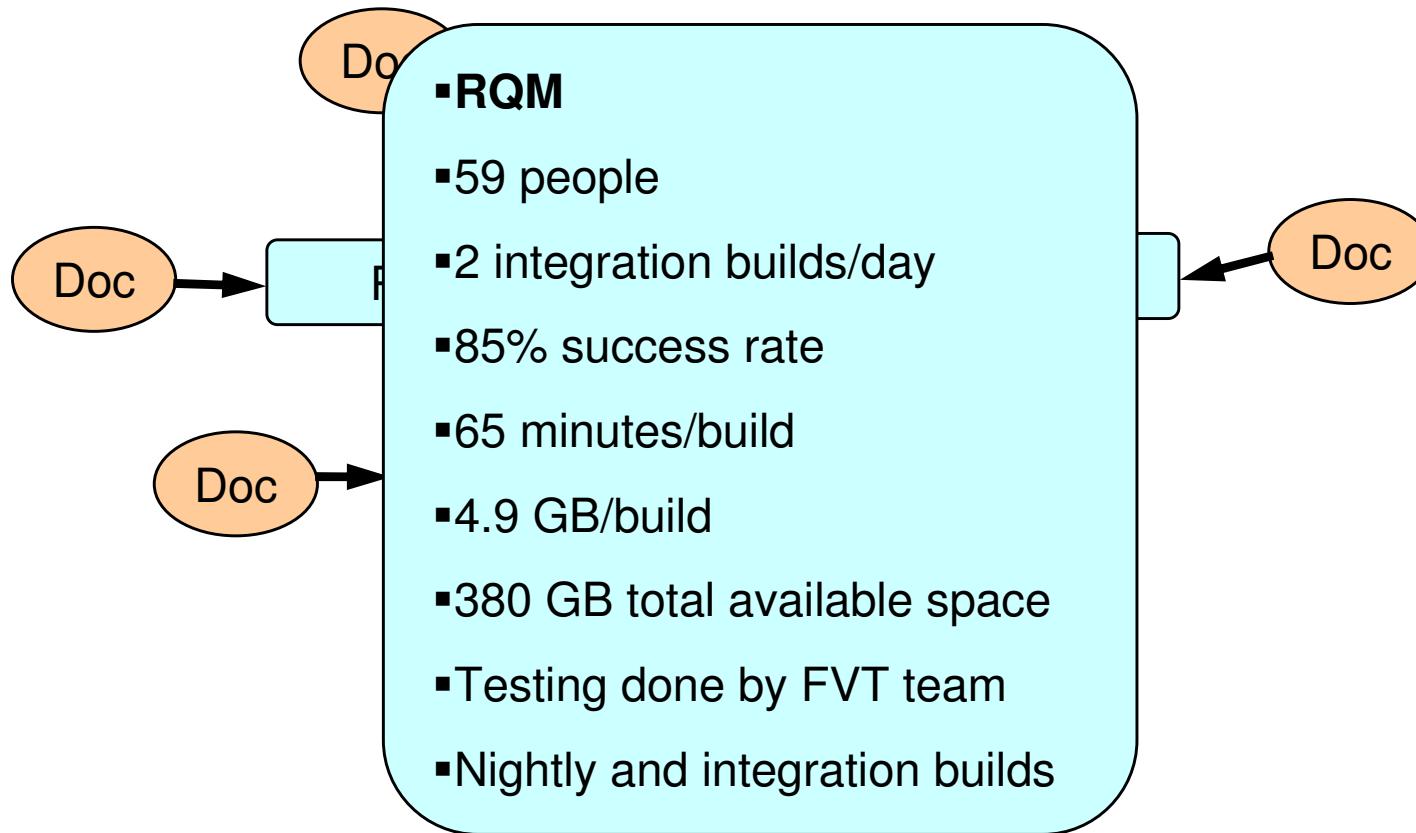 Doc
▪RQM
▪59 people
▪2 integration builds/day
Doc
Doc
▪85% success rate
▪65 minutes/build
Doc
▪4.9 GB/build
▪380 GB total available space
▪Testing done by FVT team
▪Nightly and integration builds